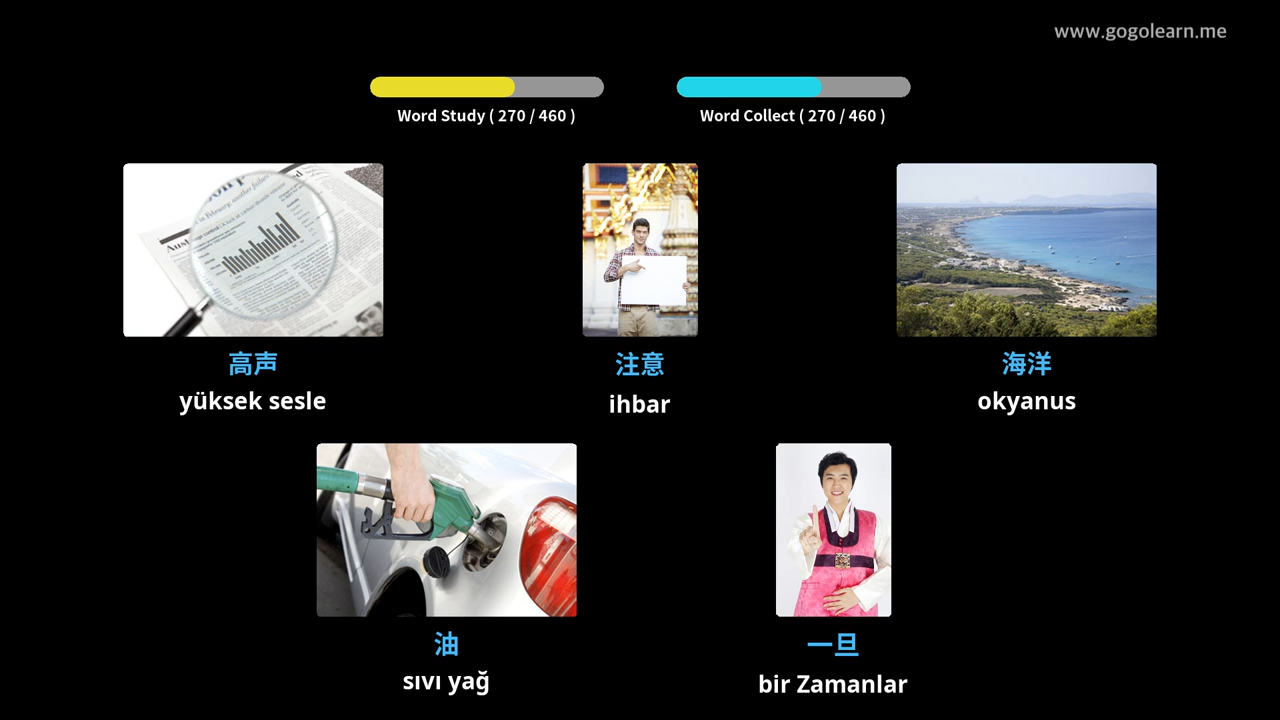 www.gogolearn.me
Word Study ( 270 / 460 )
Word Collect ( 270 / 460 )
高声
yüksek sesle
注意
ihbar
海洋
okyanus
油
sıvı yağ
一旦
bir Zamanlar